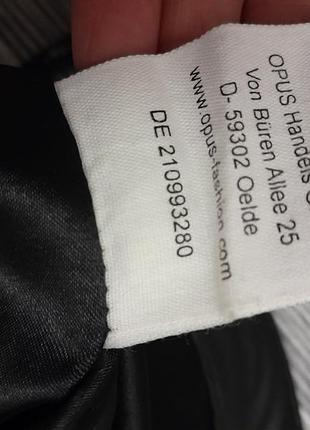 OPUS Handels
Von Büren Allee 25
D- 59302 Oelde
www.opus-fashion.com
DE 210993280